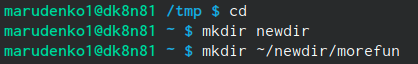 marudenko1@dk8n81 /tmp $ cd
marudenko1@dk8n81 ~ $ mkdir newdir
marudenko1@dk8n81 ~ $ mkdir ~/newdir/morefun